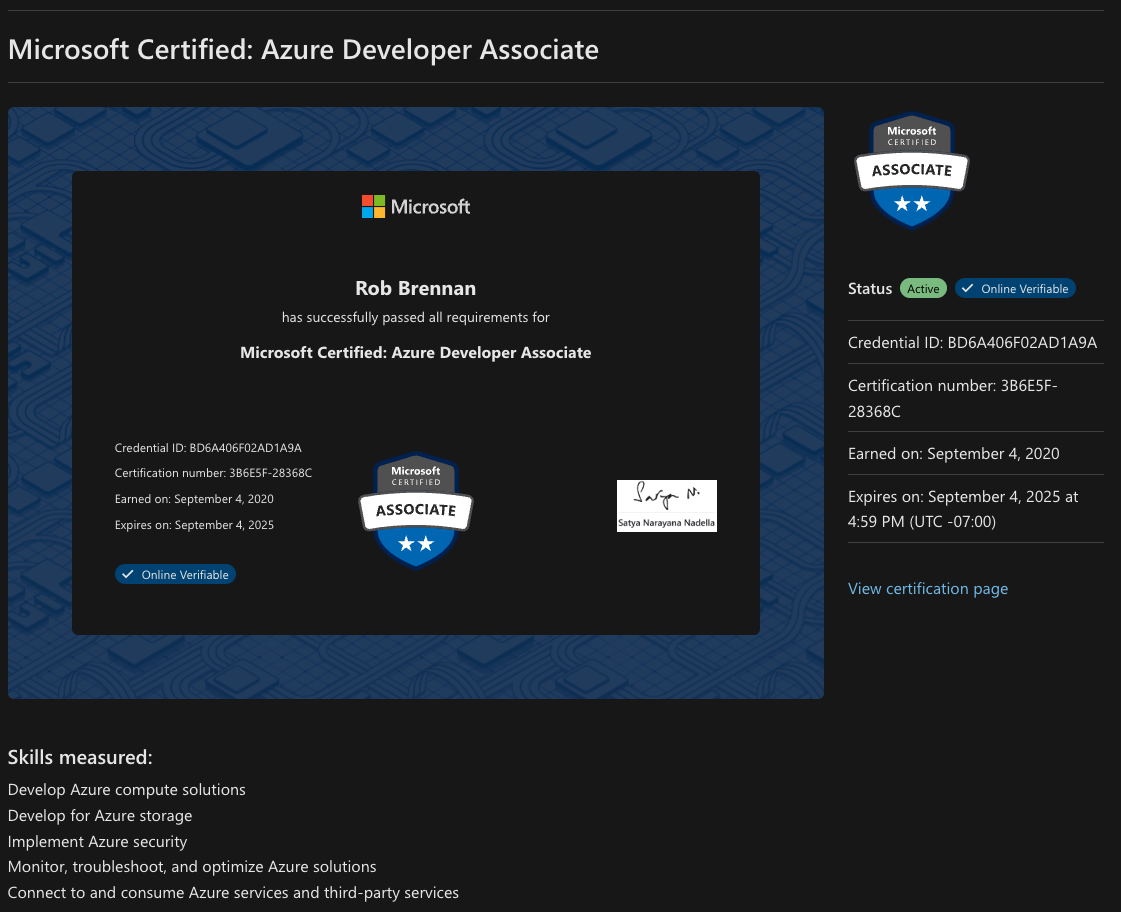 Microsoft Certified: Azure Developer Associate
Microsoft
Rob Brennan
has successfully passed all requirements for
Microsoft Certified: Azure Developer Associate
Credential ID: BD6A406F02AD1A9A
Certification number: 3B6E5F-28368C
Earned on: September 4, 2020
Expires on: September 4, 2025
Online Verifiable
Microsoft
CERTIFIED
ASSOCIATE
Satya N.
Satya Narayana Nadella
Microsoft
CERTIFIED
ASSOCIATE
Status Active Online Verifiable
Credential ID: BD6A406F02AD1A9A
Certification number: 3B6E5F-
28368C
Earned on: September 4, 2020
Expires on: September 4, 2025 at
4:59 PM (UTC -07:00)
View certification page
Skills measured:
Develop Azure compute solutions
Develop for Azure storage
Implement Azure security
Monitor, troubleshoot, and optimize Azure solutions
Connect to and consume Azure services and third-party services